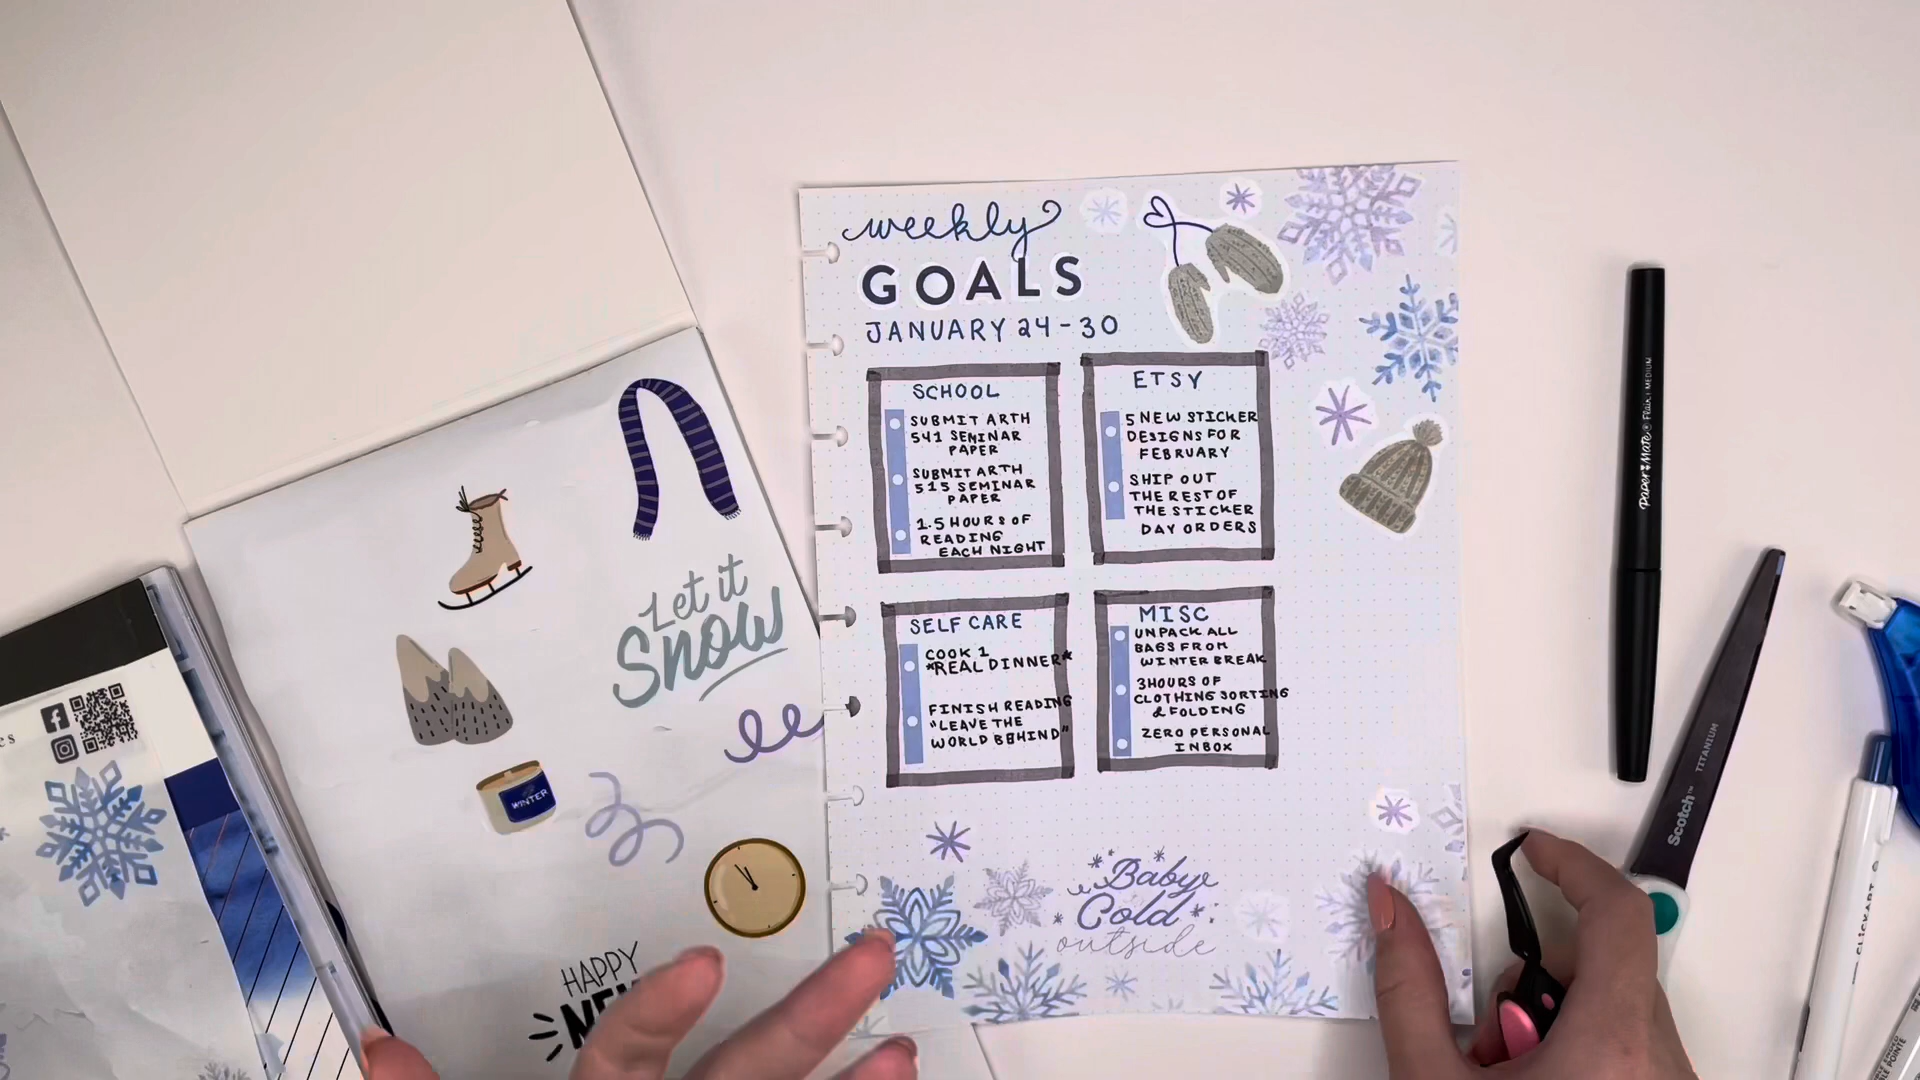 weekly
GOALS
JANUARY 24-30
SCHOOL
SUBMIT ARTH
541 SEMINAR
PAPER
SUBMIT ARTH
515 SEMINAR
PAPER
1.5 HOURS OF
READING
EACH NIGHT
ETSY
5 NEW STICKER
DESIGNS FOR
FEBRUARY
SHIP OUT
THE REST OF
THE STICKER
DAY ORDERS
SELF CARE
COOK 1
*REAL DINNER*
FINISH READING
"LEAVE THE
WORLD BEHIND"
MISC
UNPACK ALL
BAGS FROM
WINTER BREAK
3 HOURS OF
CLOTHING SORTING
& FOLDING
ZERO PERSONAL
INBOX
Baby
Cold
outside
Let it
Snow
WINTER
HAPPY
Paper Mate Flair MEDIUM
Scotch™ TITANIUM
CLICKART